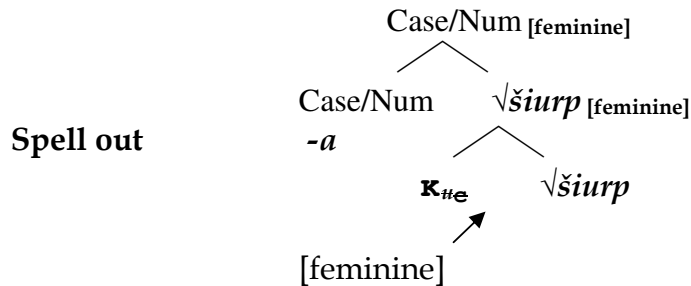 Case/Num [feminine]
Case/Num √šiurp [feminine]
Spell out -a
K#e √šiurp
[feminine]